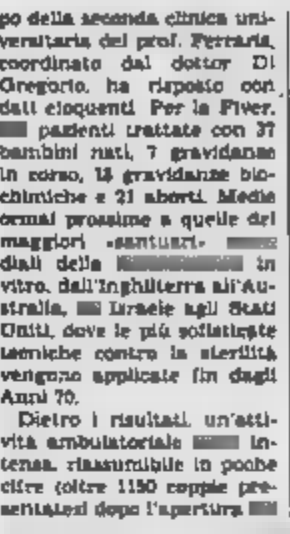 po della seconda clinica uni-
versitaria del prof. Ferraris,
coordinato dal dottor Di
Gregorio, ha risposto con
dati eloquenti. Per la Fiver,
pazienti trattate con 37
bambini nati, 7 gravidanze
in corso, 13 gravidanze bio-
chimiche e 21 aborti. Medie
ormai prossime a quelle dei
maggiori «santuari»
diali della in
vitro, dall'Inghilterra all'Au-
stralia, Israele agli Stati
Uniti, dove le più sofisticate
tecniche contro la sterilità
vengono applicate fin dagli
Anni 70.
Dietro i risultati, un'atti-
vità ambulatoriale in-
tensa, riassumibile in poche
cifre (oltre 1150 coppie pre-
sentatesi dopo l'apertura